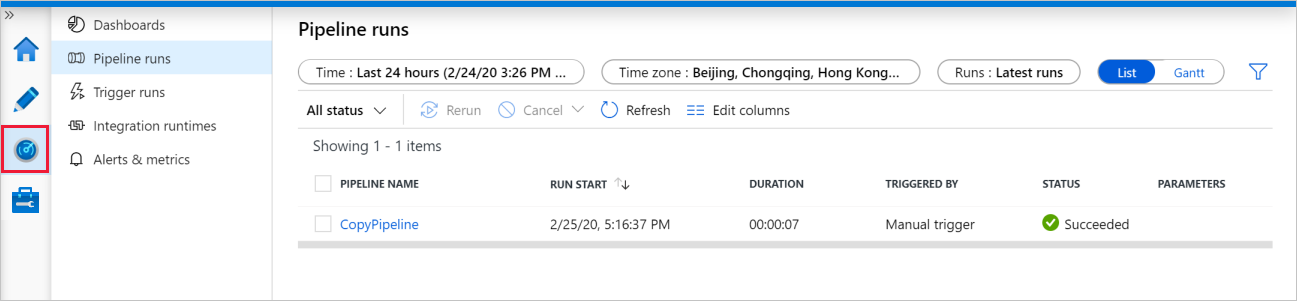 »
Dashboards
Pipeline runs
Trigger runs
Integration runtimes
Alerts & metrics
Pipeline runs
Time : Last 24 hours (2/24/20 3:26 PM ...
Time zone : Beijing, Chongqing, Hong Kong...
Runs : Latest runs
List
Gantt
All status
Rerun
Cancel
Refresh
Edit columns
Showing 1 - 1 items
PIPELINE NAME RUN START ↑↓ DURATION TRIGGERED BY STATUS PARAMETERS
CopyPipeline 2/25/20, 5:16:37 PM 00:00:07 Manual trigger Succeeded